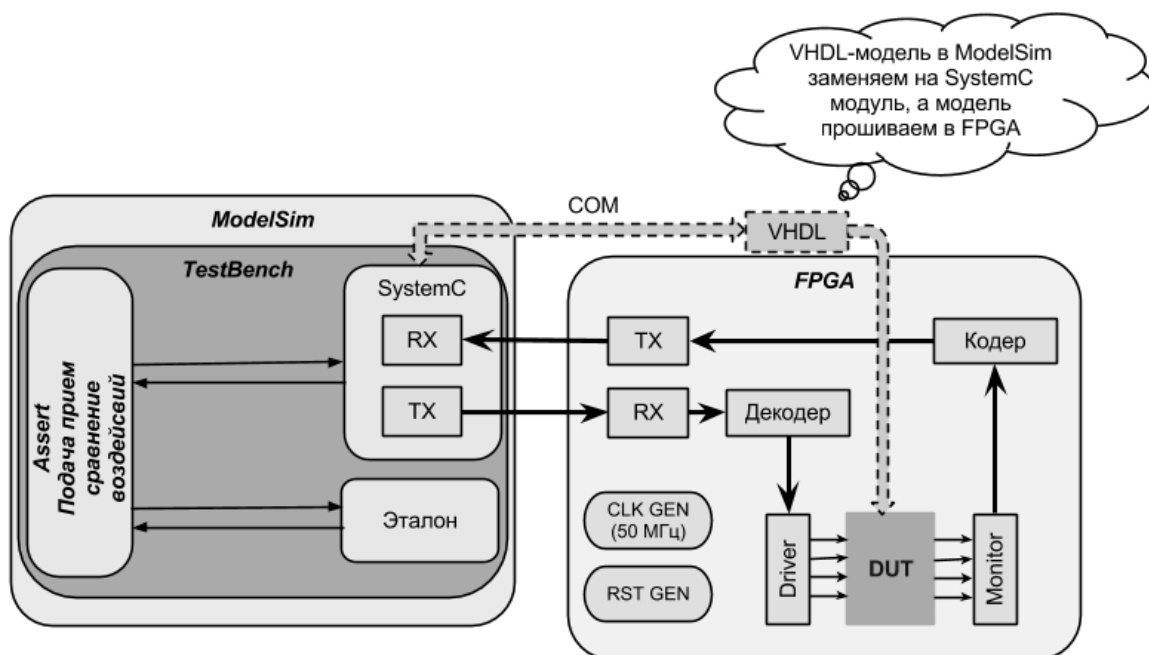 VHDL-модель в ModelSim
заменяем на SystemC
модуль, а модель
прошиваем в FPGA
COM
VHDL
ModelSim
TestBench
Assert
Подача прием
сравнение
воздейсвий
SystemC
RX
TX
Эталон
FPGA
TX
Кодер
RX
Декодер
CLK GEN
(50 МГц)
RST GEN
Driver
DUT
Monitor